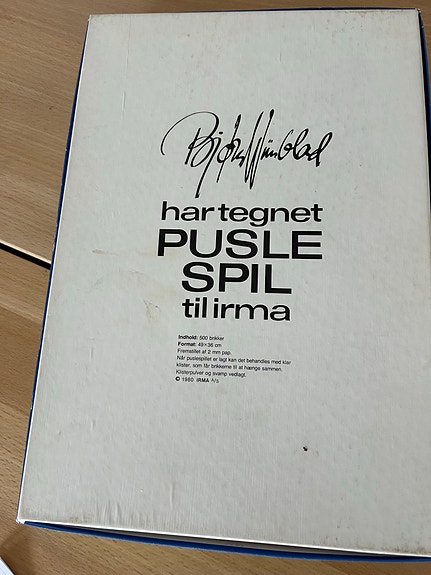 Bjørn Wiinblad
har tegnet
PUSLE
SPIL
til irma
Indhold: 500 brikker
Format: 49×36 cm
Fremstillet af 2 mm pap.
Når puslespillet er lagt kan det behandles med klar
klister, som får brikkerne til at hænge sammen.
Klisterpulver og svamp vedlagt.
© 1980 IRMA A/S